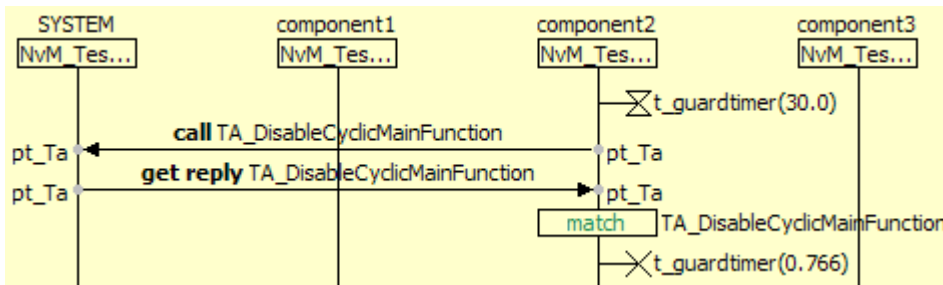 SYSTEM component1 component2 component3
NvM_Tes... NvM_Tes... NvM_Tes... NvM_Tes...
t_guardtimer(30.0)
call TA_DisableCyclicMainFunction
pt_Ta pt_Ta
get reply TA_DisableCyclicMainFunction
pt_Ta pt_Ta
match TA_DisableCyclicMainFunction
t_guardtimer(0.766)